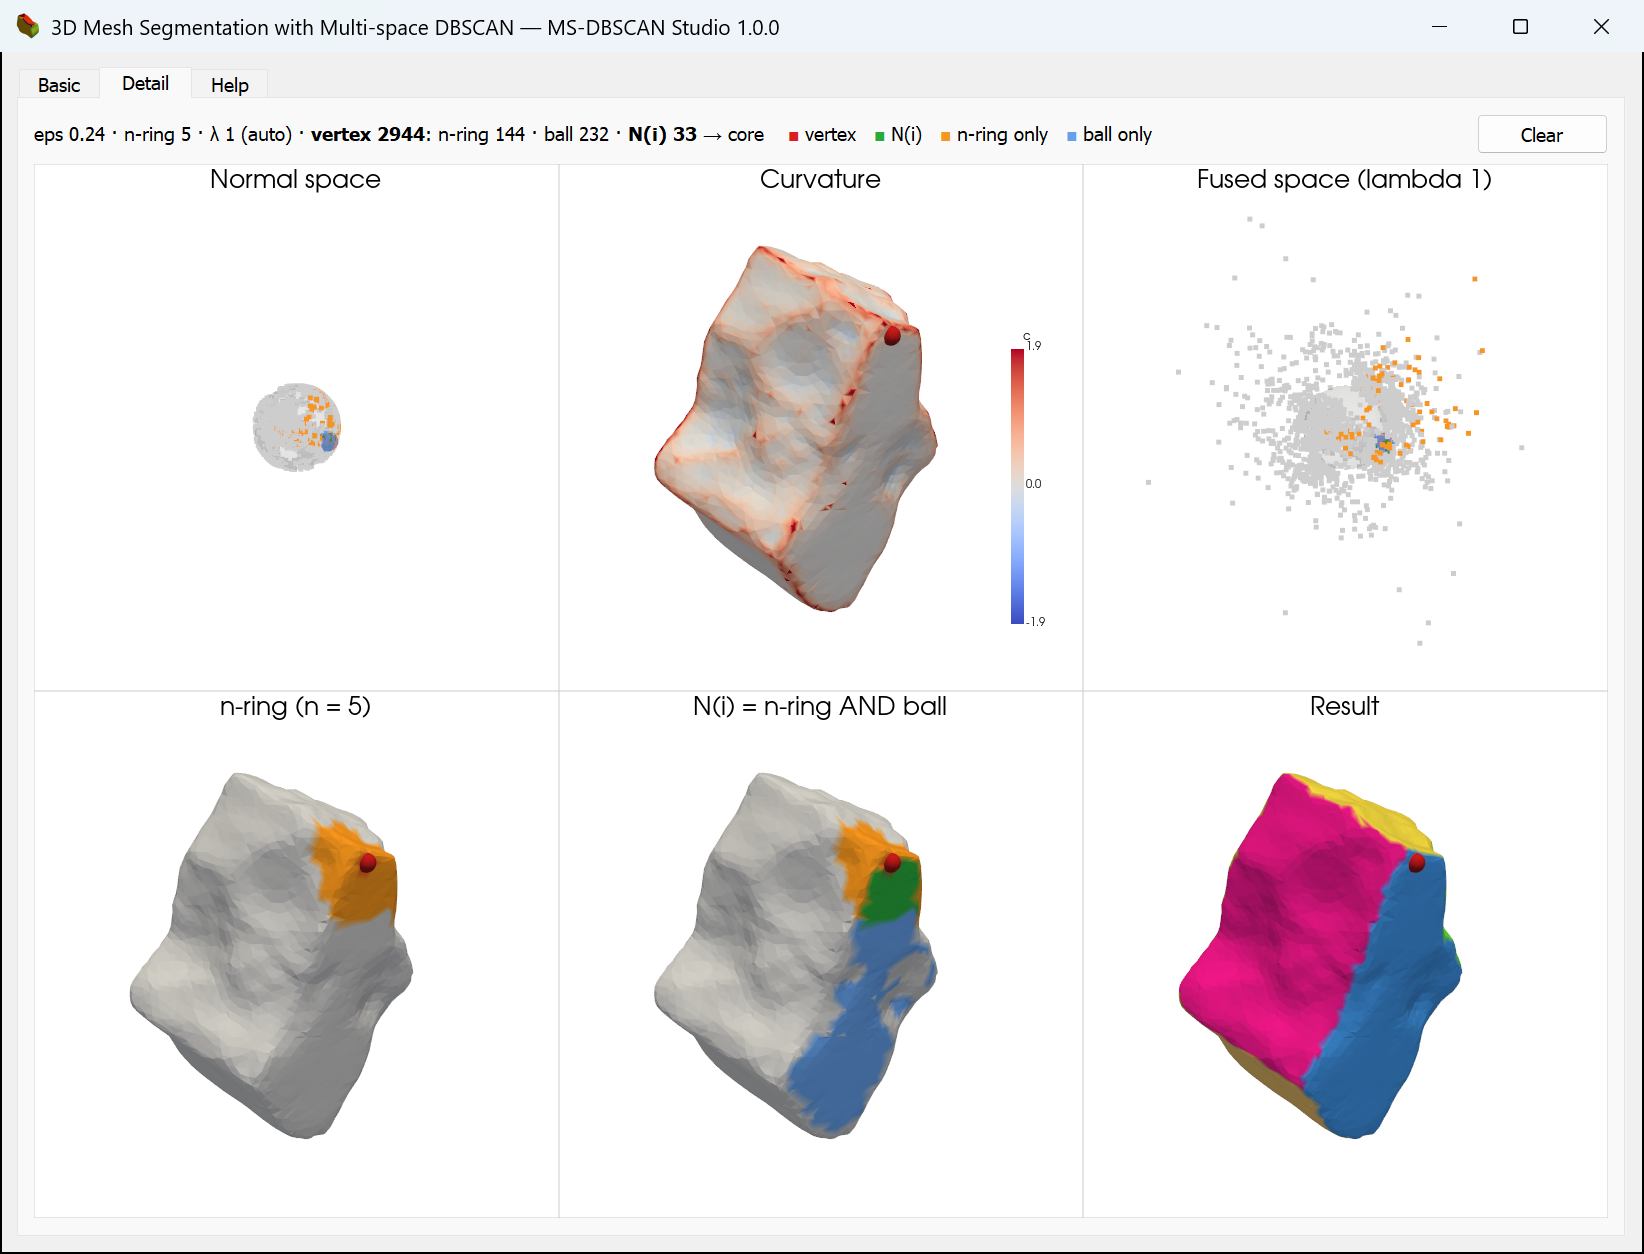 3D Mesh Segmentation with Multi-space DBSCAN — MS-DBSCAN Studio 1.0.0
Basic
Detail
Help
eps 0.24 · n-ring 5 · λ 1 (auto) · vertex 2944: n-ring 144 · ball 232 · N(i) 33 → core
vertex
N(i)
n-ring only
ball only
Clear
Normal space
Curvature
Fused space (lambda 1)
c
1.9
0.0
-1.9
n-ring (n = 5)
N(i) = n-ring AND ball
Result